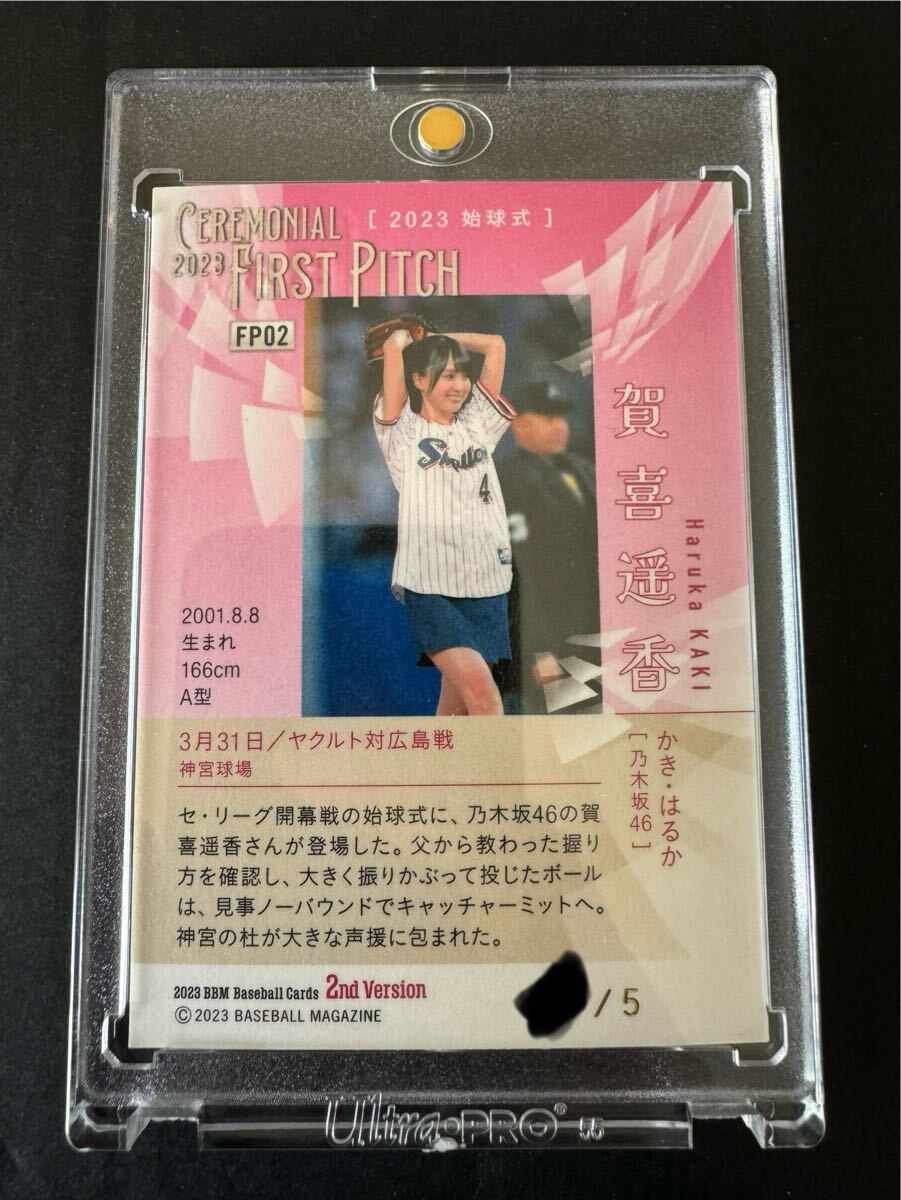 CEREMONIAL
[ 2023 始球式 ]
2023 FIRST PITCH
FP02
Swallows
4
賀喜遥香
Haruka KAKI
かき・はるか
[乃木坂46]
2001.8.8
生まれ
166cm
A型
3月31日/ヤクルト対広島戦
神宮球場
セ・リーグ開幕戦の始球式に、乃木坂46の賀
喜遥香さんが登場した。父から教わった握り
方を確認し、大きく振りかぶって投じたボール
は、見事ノーバウンドでキャッチャーミットへ。
神宮の杜が大きな声援に包まれた。
2023 BBM Baseball Cards 2nd Version
© 2023 BASEBALL MAGAZINE
/ 5
Ultra·PRO® 55